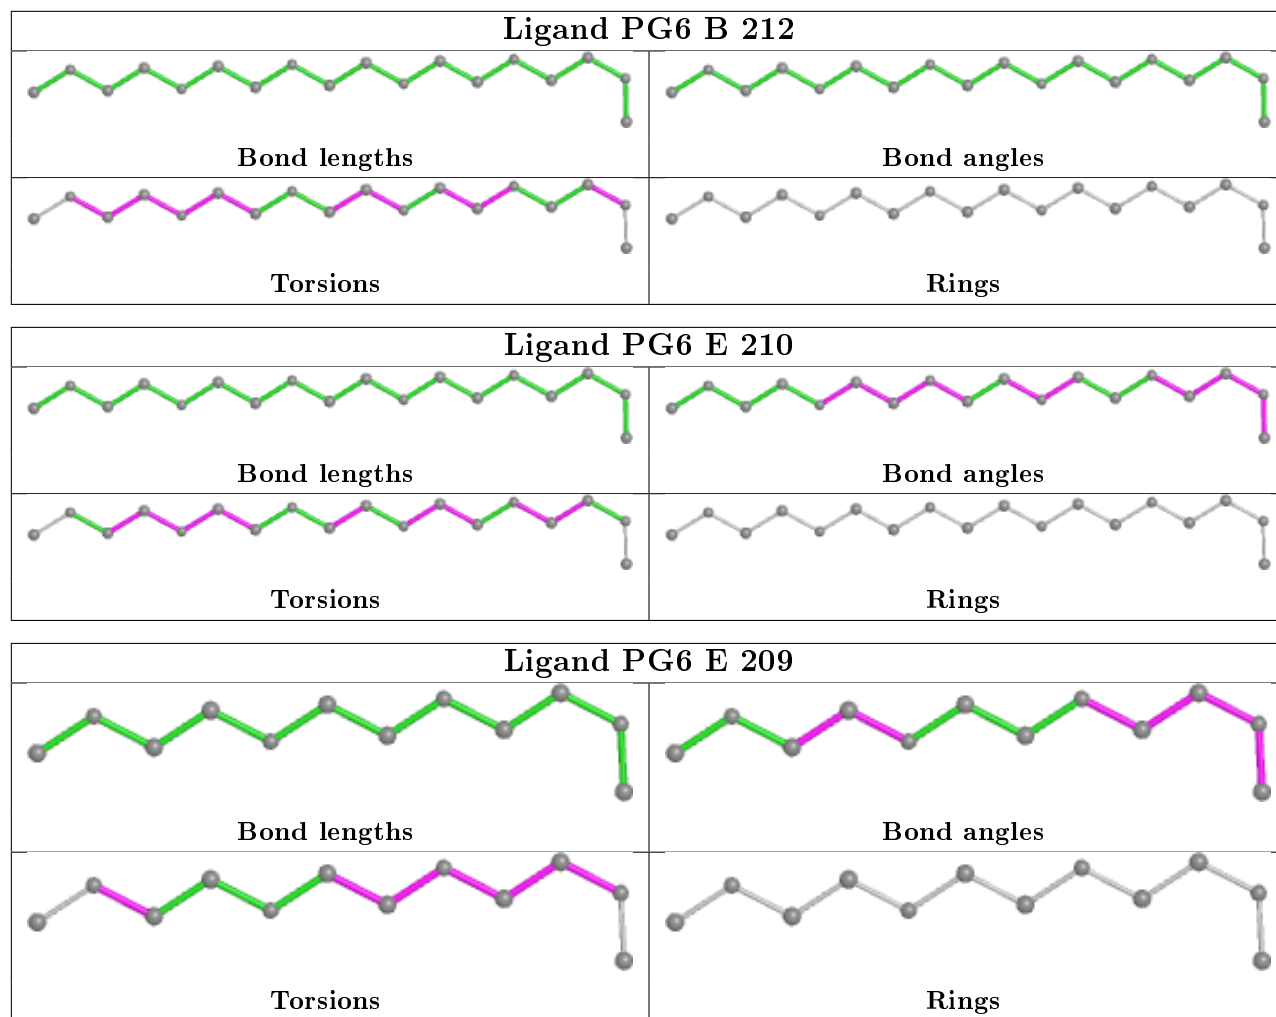 Ligand PG6 B 212
Bond lengths
Bond angles
Torsions
Rings
Ligand PG6 E 210
Bond lengths
Bond angles
Torsions
Rings
Ligand PG6 E 209
Bond lengths
Bond angles
Torsions
Rings